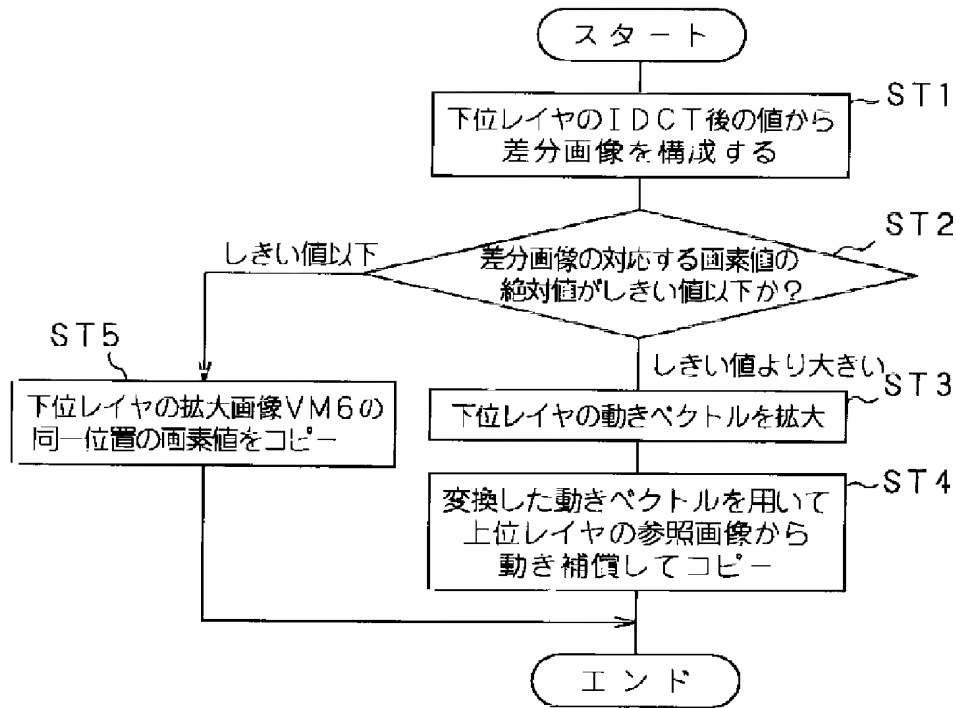 スタート
ST1
下位レイヤのIDCT後の値から
差分画像を構成する
ST2
差分画像の対応する画素値の
絶対値がしきい値以下か？
しきい値以下
ST5
下位レイヤの拡大画像VM6の
同一位置の画素値をコピー
しきい値より大きい
ST3
下位レイヤの動きベクトルを拡大
ST4
変換した動きベクトルを用いて
上位レイヤの参照画像から
動き補償してコピー
エンド